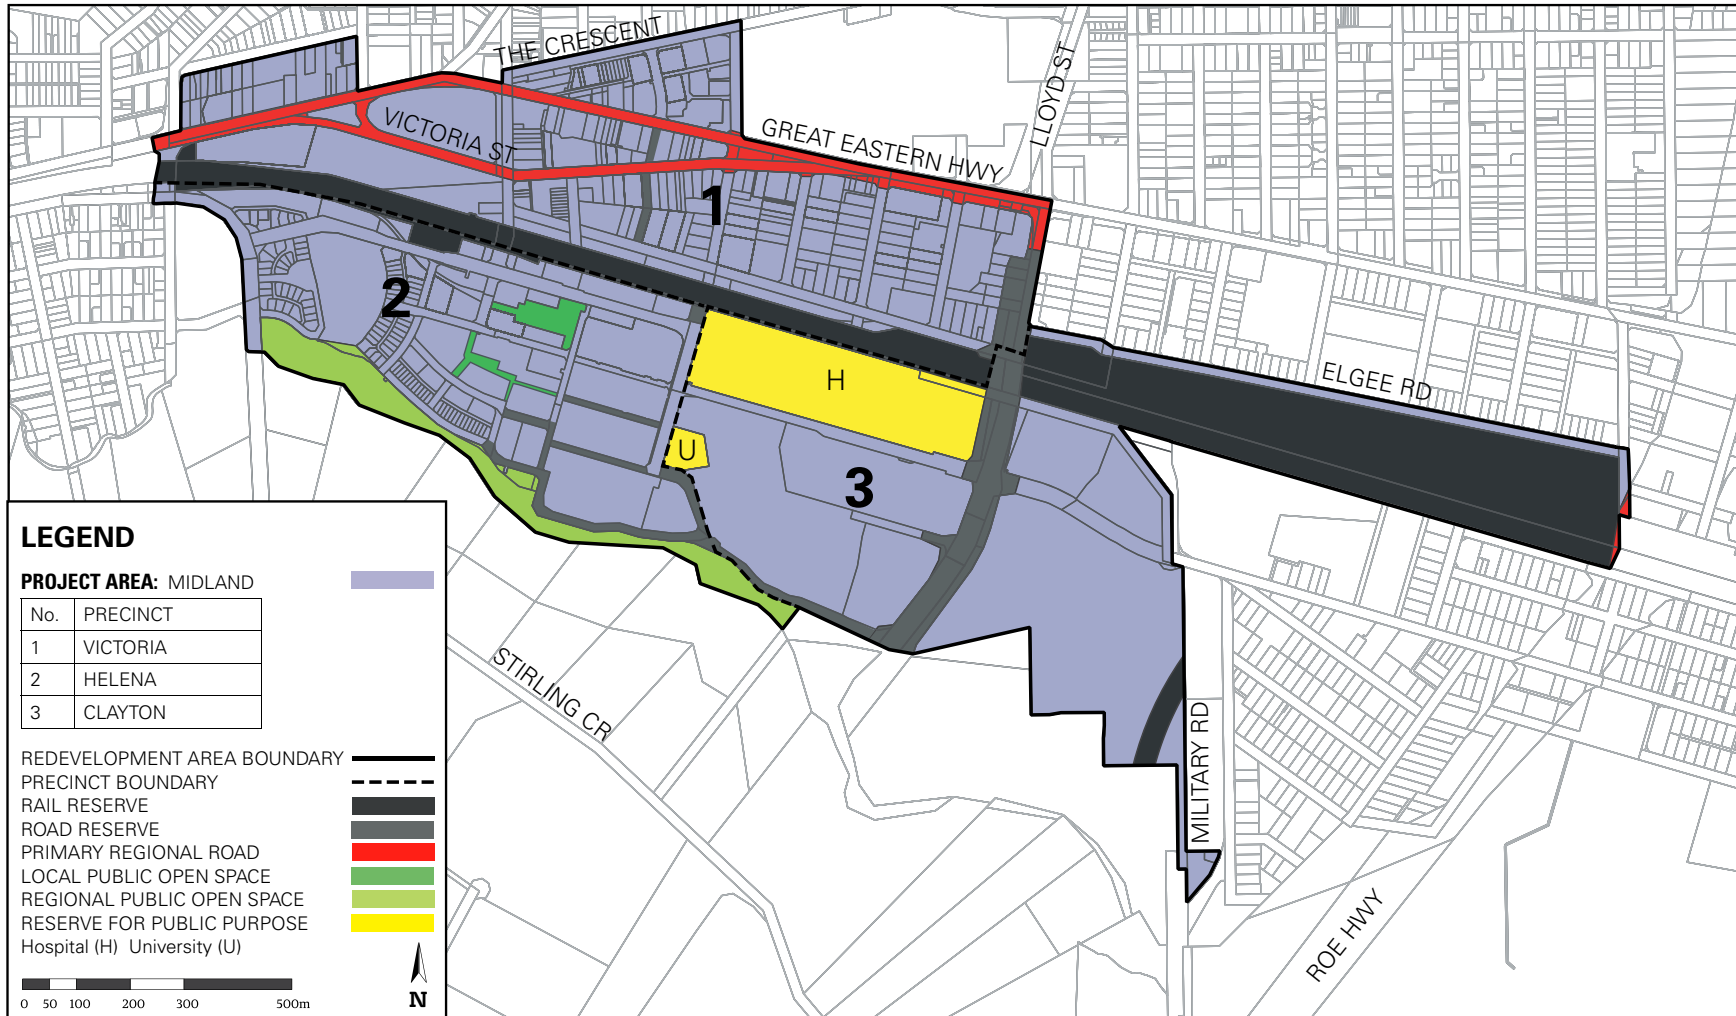 THE CRESCENT
LLOYD ST
VICTORIA ST
GREAT EASTERN HWY
1
2
ELGEE RD
H
U
3
LEGEND
PROJECT AREA: MIDLAND
No. PRECINCT
1 VICTORIA
2 HELENA
3 CLAYTON
REDEVELOPMENT AREA BOUNDARY
PRECINCT BOUNDARY
RAIL RESERVE
ROAD RESERVE
PRIMARY REGIONAL ROAD
LOCAL PUBLIC OPEN SPACE
REGIONAL PUBLIC OPEN SPACE
RESERVE FOR PUBLIC PURPOSE
Hospital (H) University (U)
0 50 100 200 300 500m
N
STIRLING CR
MILITARY RD
ROE HWY